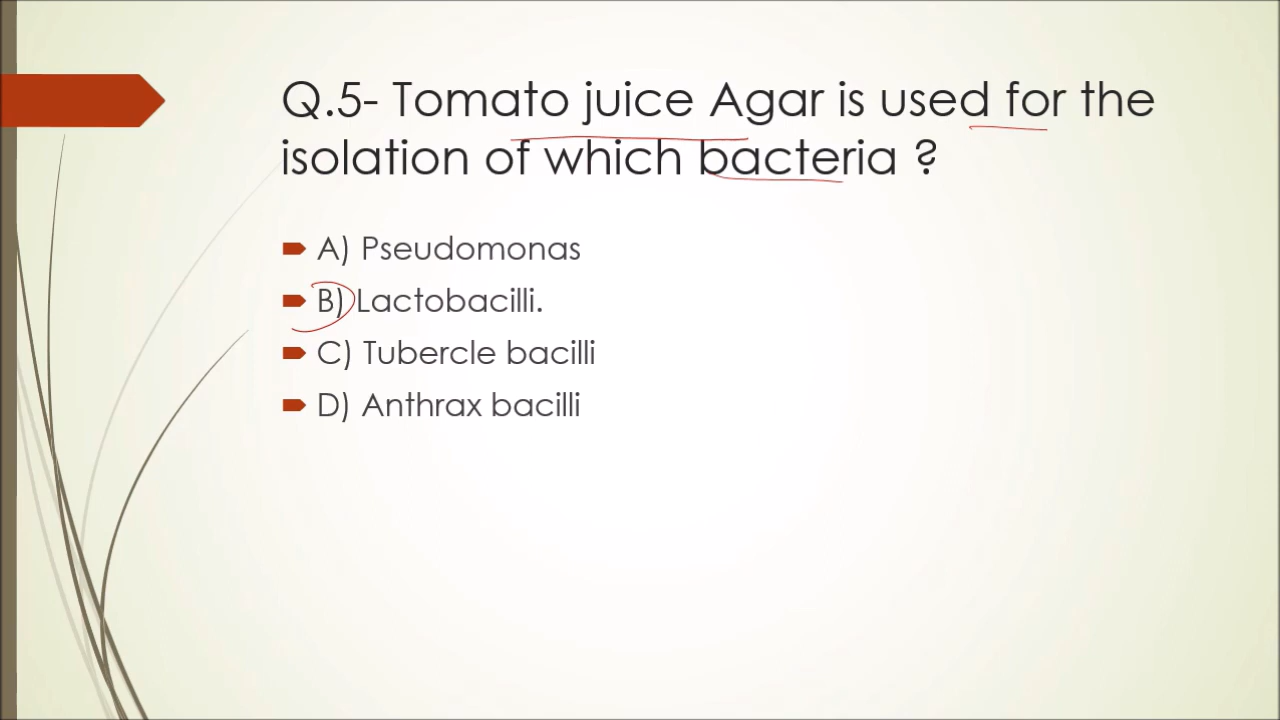 Q.5- Tomato juice Agar is used for the
isolation of which bacteria ?
A) Pseudomonas
B) Lactobacilli.
C) Tubercle bacilli
D) Anthrax bacilli